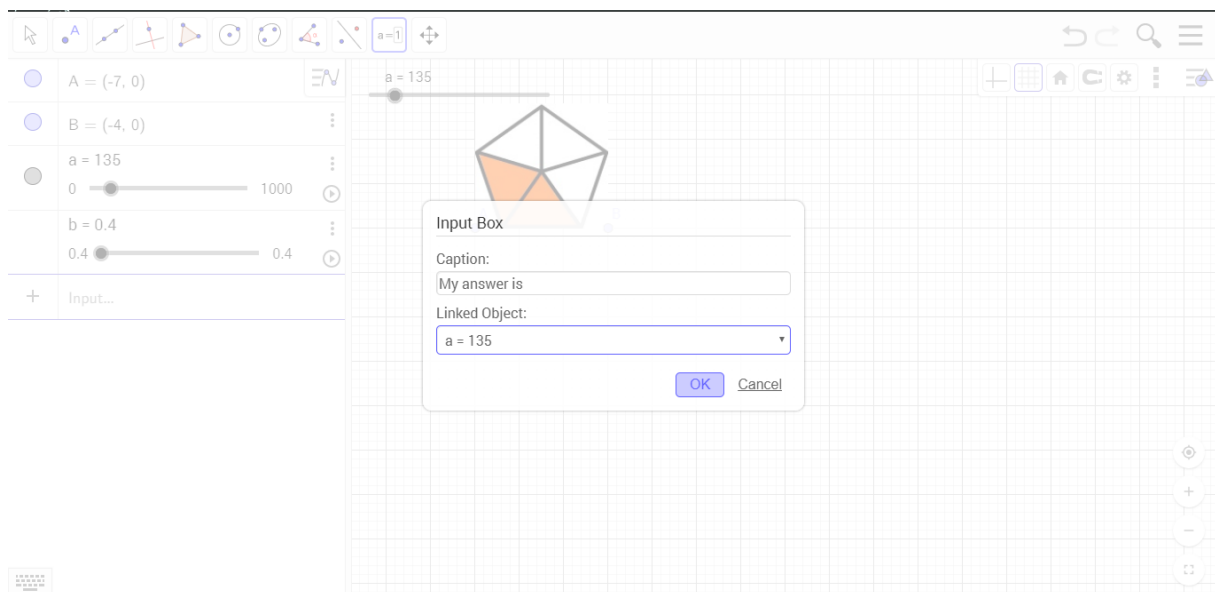 a=1
A = (-7, 0)
a = 135
B = (-4, 0)
a = 135
0 1000
b = 0.4
0.4 0.4
Input...
Input Box
Caption:
My answer is
Linked Object:
a = 135
OK Cancel